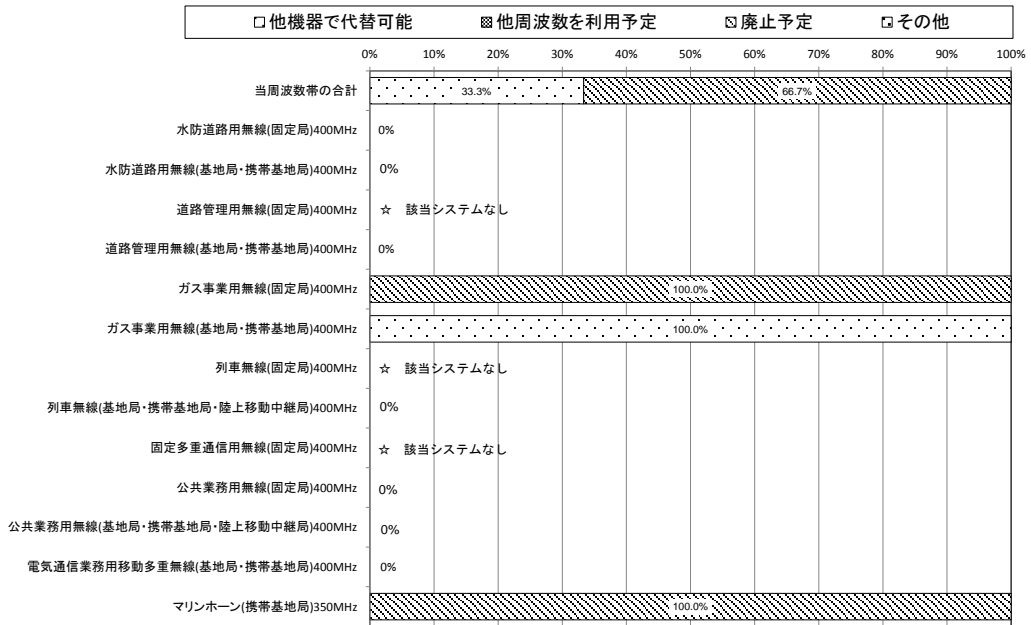 他機器で代替可能 他周波数を利用予定 廃止予定 その他
0% 10% 20% 30% 40% 50% 60% 70% 80% 90% 100%
当周波数帯の合計 33.3% 66.7%
水防道路用無線(固定局)400MHz 0%
水防道路用無線(基地局・携帯基地局)400MHz 0%
道路管理用無線(固定局)400MHz ☆ 該当システムなし
道路管理用無線(基地局・携帯基地局)400MHz 0%
ガス事業用無線(固定局)400MHz 100.0%
ガス事業用無線(基地局・携帯基地局)400MHz 100.0%
列車無線(固定局)400MHz ☆ 該当システムなし
列車無線(基地局・携帯基地局・陸上移動中継局)400MHz 0%
固定多重通信用無線(固定局)400MHz ☆ 該当システムなし
公共業務用無線(固定局)400MHz 0%
公共業務用無線(基地局・携帯基地局・陸上移動中継局)400MHz 0%
電気通信業務用移動多重無線(基地局・携帯基地局)400MHz 0%
マリンホーン(携帯基地局)350MHz 100.0%